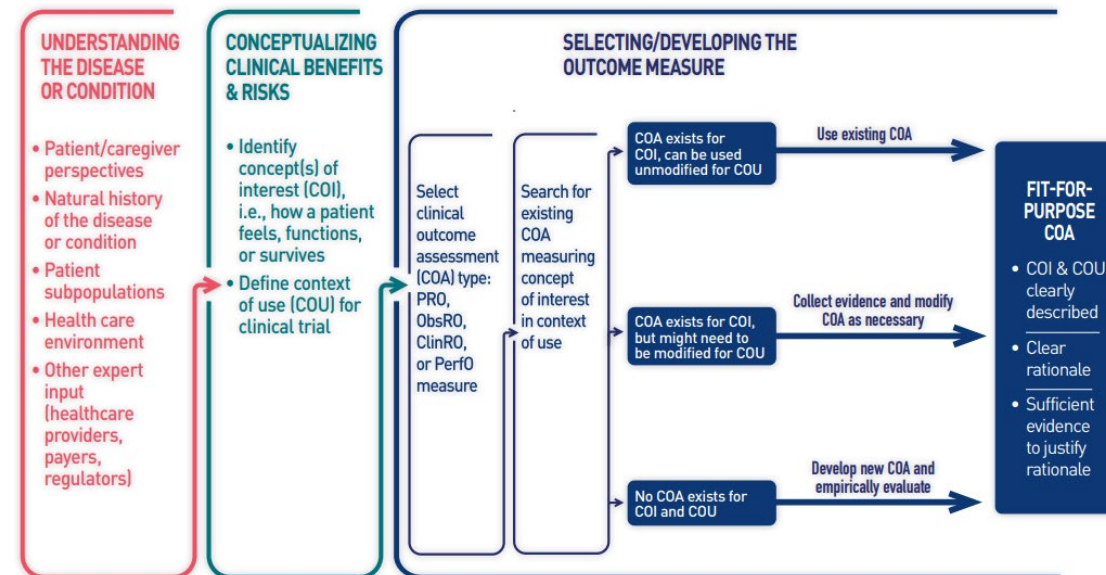 UNDERSTANDING
THE DISEASE
OR CONDITION
• Patient/caregiver
perspectives
• Natural history
of the disease
or condition
• Patient
subpopulations
• Health care
environment
• Other expert
input
(healthcare
providers,
payers,
regulators)
CONCEPTUALIZING
CLINICAL BENEFITS
& RISKS
• Identify
concept(s) of
interest (COI),
i.e., how a patient
feels, functions,
or survives
• Define context
of use (COU) for
clinical trial
SELECTING/DEVELOPING THE
OUTCOME MEASURE
Select
clinical
outcome
assessment
(COA) type:
PRO,
ObsRO,
ClinRO,
or PerfO
measure
Search for
existing
COA
measuring
concept
of interest
in context
of use
COA exists for
COI, can be used
unmodified for COU
Use existing COA
COA exists for COI,
but might need to
be modified for COU
Collect evidence and modify
COA as necessary
No COA exists for
COI and COU
Develop new COA and
empirically evaluate
FIT-FOR-
PURPOSE
COA
• COI & COU
clearly
described
• Clear
rationale
• Sufficient
evidence
to justify
rationale